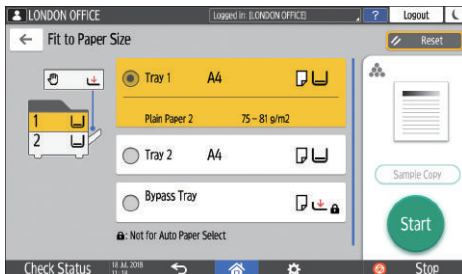 LONDON OFFICE
Logged in: [LONDON OFFICE]
?
Logout
Fit to Paper Size
Reset
Tray 1 A4
Plain Paper 2 75 – 81 g/m2
1
2
Tray 2 A4
Bypass Tray
: Not for Auto Paper Select
Sample Copy
Start
Check Status
18 JUL 2018
Stop